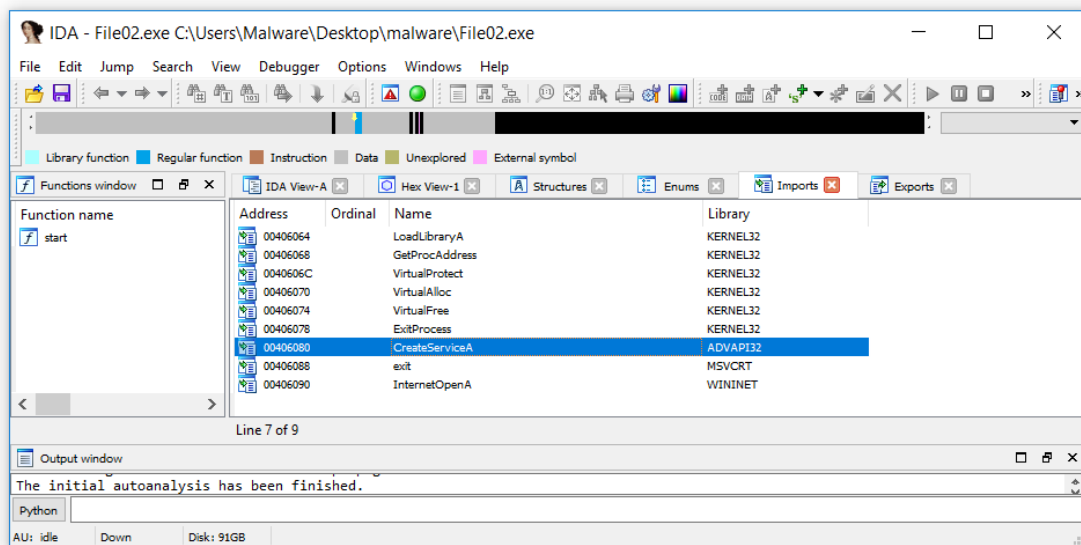 IDA - File02.exe C:\Users\Malware\Desktop\malware\File02.exe
File Edit Jump Search View Debugger Options Windows Help
Library function Regular function Instruction Data Unexplored External symbol
Functions window IDA View-A Hex View-1 Structures Enums Imports Exports
Function name Address Ordinal Name Library
start 00406064 LoadLibraryA KERNEL32
00406068 GetProcAddress KERNEL32
0040606C VirtualProtect KERNEL32
00406070 VirtualAlloc KERNEL32
00406074 VirtualFree KERNEL32
00406078 ExitProcess KERNEL32
00406080 CreateServiceA ADVAPI32
00406088 exit MSVCRT
00406090 InternetOpenA WININET
Line 7 of 9
Output window
The initial autoanalysis has been finished.
Python
AU: idle Down Disk: 91GB